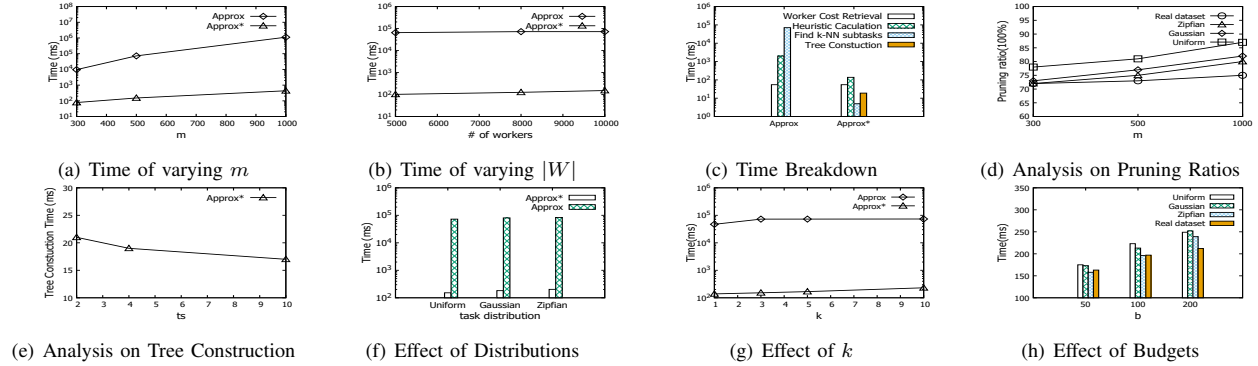 10^8
10^7
10^6
10^5
10^4
10^3
10^2
10^1
Time (ms)
Approx
Approx*
300 400 500 600 700 800 900 1000
m
(a) Time of varying m
10^6
10^5
10^4
10^3
10^2
10^1
Time (ms)
Approx
Approx*
5000 6000 7000 8000 9000 10000
# of workers
(b) Time of varying |W|
10^6
10^5
10^4
10^3
10^2
10^1
10^0
Time (ms)
Worker Cost Retrieval
Heuristic Caculation
Find k-NN subtasks
Tree Constuction
Approx Approx*
(c) Time Breakdown
100
95
90
85
80
75
70
65
60
Pruning ratio(100%)
Real dataset
Zipfian
Gaussian
Uniform
300 500 1000
m
(d) Analysis on Pruning Ratios
30
25
20
15
10
Tree Constuction Time (ms)
Approx*
2 3 4 5 6 7 8 9 10
ts
(e) Analysis on Tree Construction
10^6
10^5
10^4
10^3
10^2
Time (ms)
Approx*
Approx
Uniform Gaussian Zipfian
task distribution
(f) Effect of Distributions
10^6
10^5
10^4
10^3
10^2
Time (ms)
Approx
Approx*
1 2 3 4 5 6 7 8 9 10
k
(g) Effect of k
350
300
250
200
150
100
Time(ms)
Uniform
Gaussian
Zipfian
Real dataset
50 100 200
b
(h) Effect of Budgets